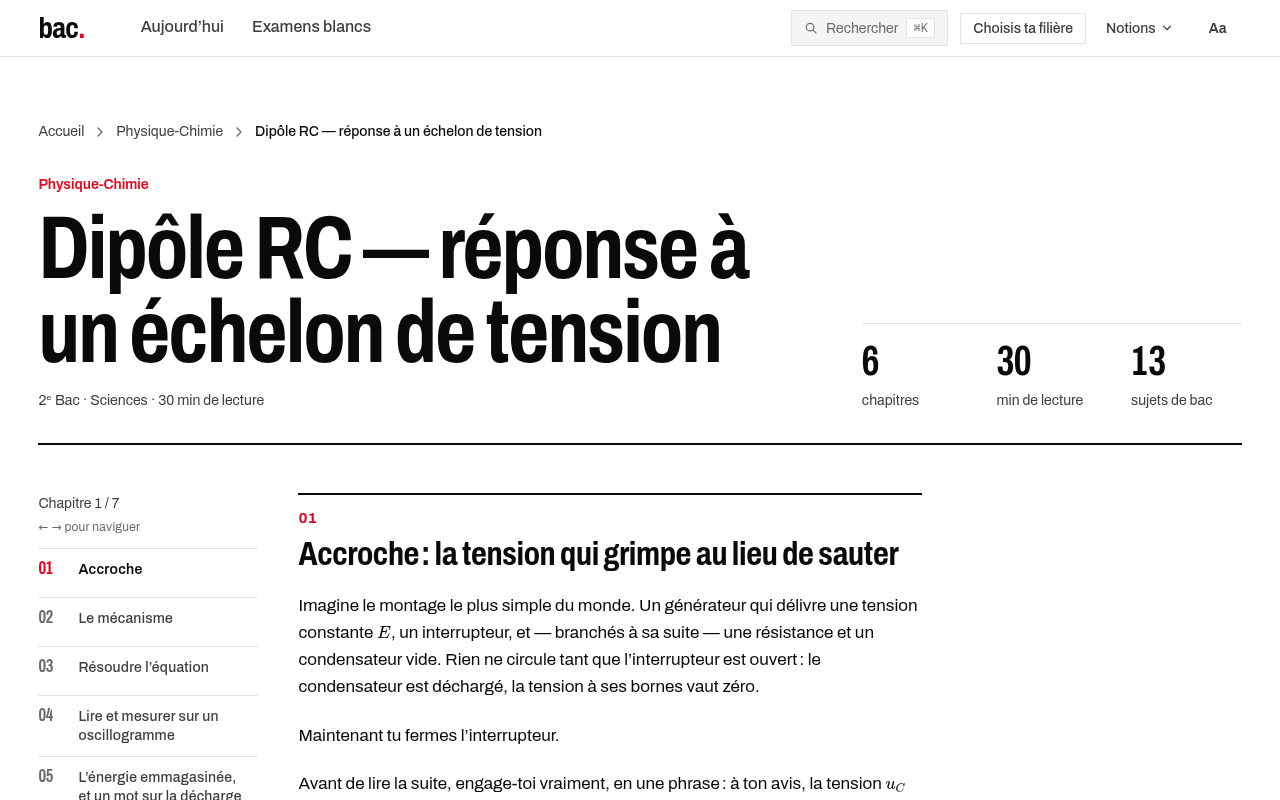 bac.
Aujourd’hui
Examens blancs
Rechercher ⌘K
Choisis ta filière
Notions
Aa
Accueil > Physique-Chimie > Dipôle RC — réponse à un échelon de tension
Physique-Chimie
Dipôle RC — réponse à
un échelon de tension
2e Bac · Sciences · 30 min de lecture
6
chapitres
30
min de lecture
13
sujets de bac
Chapitre 1 / 7
← → pour naviguer
01 Accroche
02 Le mécanisme
03 Résoudre l’équation
04 Lire et mesurer sur un
oscillogramme
05 L’énergie emmagasinée,
et un mot sur la décharge
01
Accroche : la tension qui grimpe au lieu de sauter
Imagine le montage le plus simple du monde. Un générateur qui délivre une tension
constante E, un interrupteur, et — branchés à sa suite — une résistance et un
condensateur vide. Rien ne circule tant que l’interrupteur est ouvert : le
condensateur est déchargé, la tension à ses bornes vaut zéro.
Maintenant tu fermes l’interrupteur.
Avant de lire la suite, engage-toi vraiment, en une phrase : à ton avis, la tension u_C